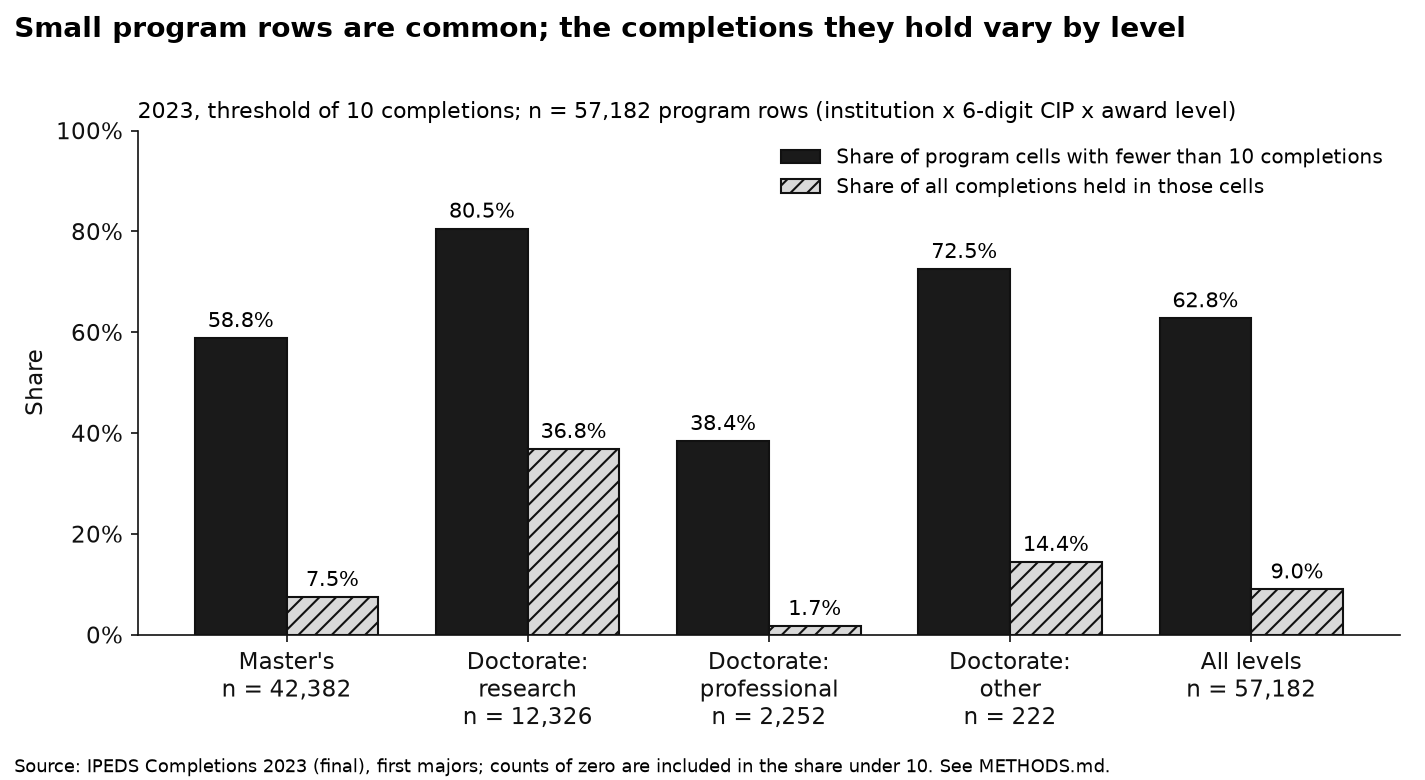 Small program rows are common; the completions they hold vary by level
2023, threshold of 10 completions; n = 57,182 program rows (institution x 6-digit CIP x award level)
100%
80%
60%
40%
20%
0%
Share
Share of program cells with fewer than 10 completions
Share of all completions held in those cells
58.8%
7.5%
80.5%
36.8%
38.4%
1.7%
72.5%
14.4%
62.8%
9.0%
Master's
n = 42,382
Doctorate:
research
n = 12,326
Doctorate:
professional
n = 2,252
Doctorate:
other
n = 222
All levels
n = 57,182
Source: IPEDS Completions 2023 (final), first majors; counts of zero are included in the share under 10. See METHODS.md.